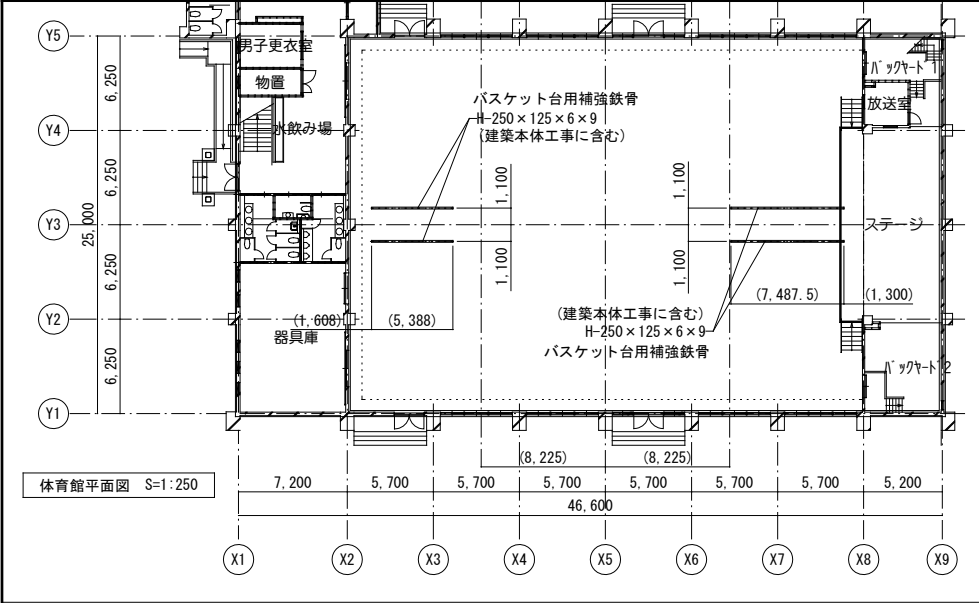 Y5
男子更衣室
バックヤード1
6,250
物置
放送室
バスケット台用補強鉄骨
H-250×125×6×9
(建築本体工事に含む)
Y4
水飲み場
6,250
1,100
1,100
Y3
25,000
ステージ
1,100
1,100
6,250
(7,487.5)
(1,300)
(建築本体工事に含む)
H-250×125×6×9
バスケット台用補強鉄骨
Y2
(1,608)
(5,388)
器具庫
バックヤード2
6,250
Y1
(8,225)
(8,225)
体育館平面図 S=1:250
7,200
5,700
5,700
5,700
5,700
5,700
5,700
5,200
46,600
X1
X2
X3
X4
X5
X6
X7
X8
X9